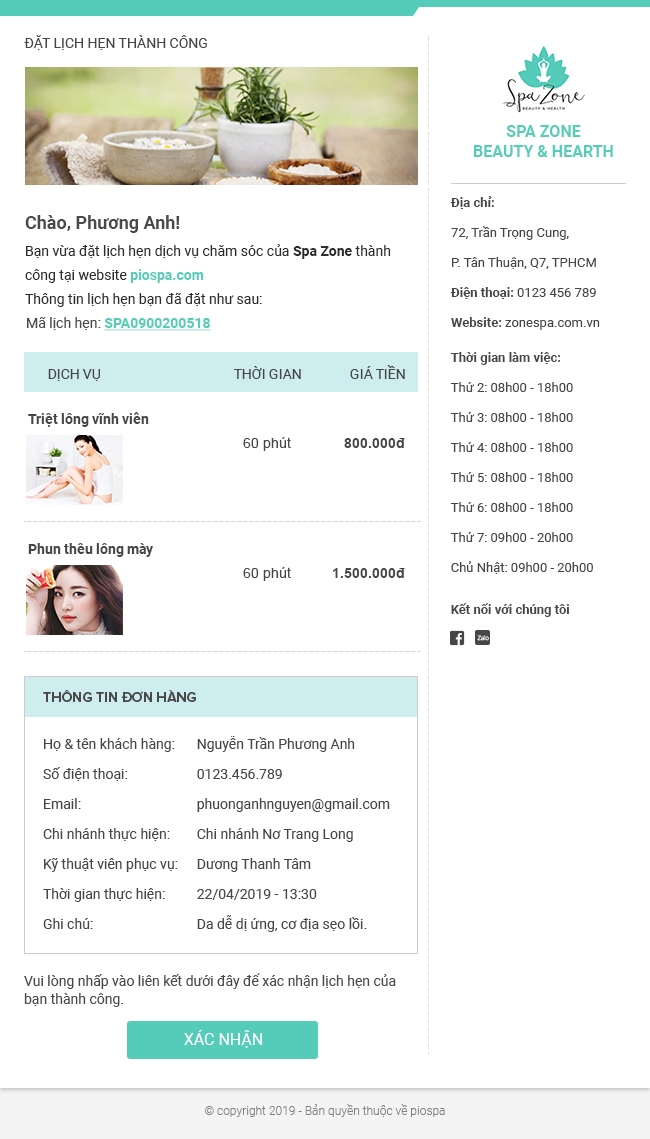 ĐẶT LỊCH HẸN THÀNH CÔNG
Chào, Phương Anh!
Bạn vừa đặt lịch hẹn dịch vụ chăm sóc của Spa Zone thành
công tại website piospa.com
Thông tin lịch hẹn bạn đã đặt như sau:
Mã lịch hẹn: SPA0900200518
DỊCH VỤ THỜI GIAN GIÁ TIỀN
Triệt lông vĩnh viên
60 phút 800.000đ
Phun thêu lông mày
60 phút 1.500.000đ
THÔNG TIN ĐƠN HÀNG
Họ & tên khách hàng: Nguyễn Trần Phương Anh
Số điện thoại: 0123.456.789
Email: phuonganhnguyen@gmail.com
Chi nhánh thực hiện: Chi nhánh Nơ Trang Long
Kỹ thuật viên phục vụ: Dương Thanh Tâm
Thời gian thực hiện: 22/04/2019 - 13:30
Ghi chú: Da dễ dị ứng, cơ địa sẹo lồi.
Vui lòng nhấp vào liên kết dưới đây để xác nhận lịch hẹn của
bạn thành công.
XÁC NHẬN
Spa Zone
BEAUTY & HEALTH
SPA ZONE
BEAUTY & HEARTH
Địa chỉ:
72, Trần Trọng Cung,
P. Tân Thuận, Q7, TPHCM
Điện thoại: 0123 456 789
Website: zonespa.com.vn
Thời gian làm việc:
Thứ 2: 08h00 - 18h00
Thứ 3: 08h00 - 18h00
Thứ 4: 08h00 - 18h00
Thứ 5: 08h00 - 18h00
Thứ 6: 08h00 - 18h00
Thứ 7: 09h00 - 20h00
Chủ Nhật: 09h00 - 20h00
Kết nối với chúng tôi
Zalo
© copyright 2019 - Bản quyền thuộc về piospa